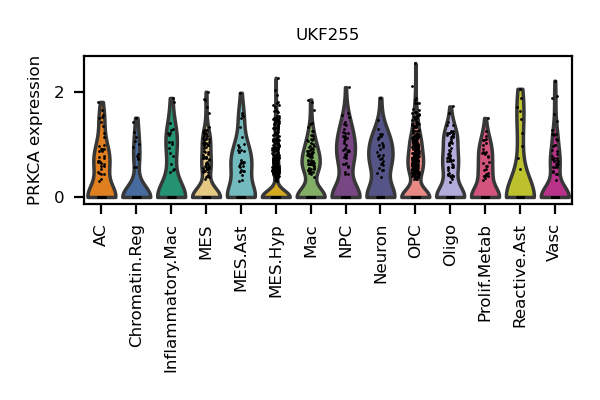 UKF255
PRKCA expression
2
0
AC
Chromatin.Reg
Inflammatory.Mac
MES
MES.Ast
MES.Hyp
Mac
NPC
Neuron
OPC
Oligo
Prolif.Metab
Reactive.Ast
Vasc